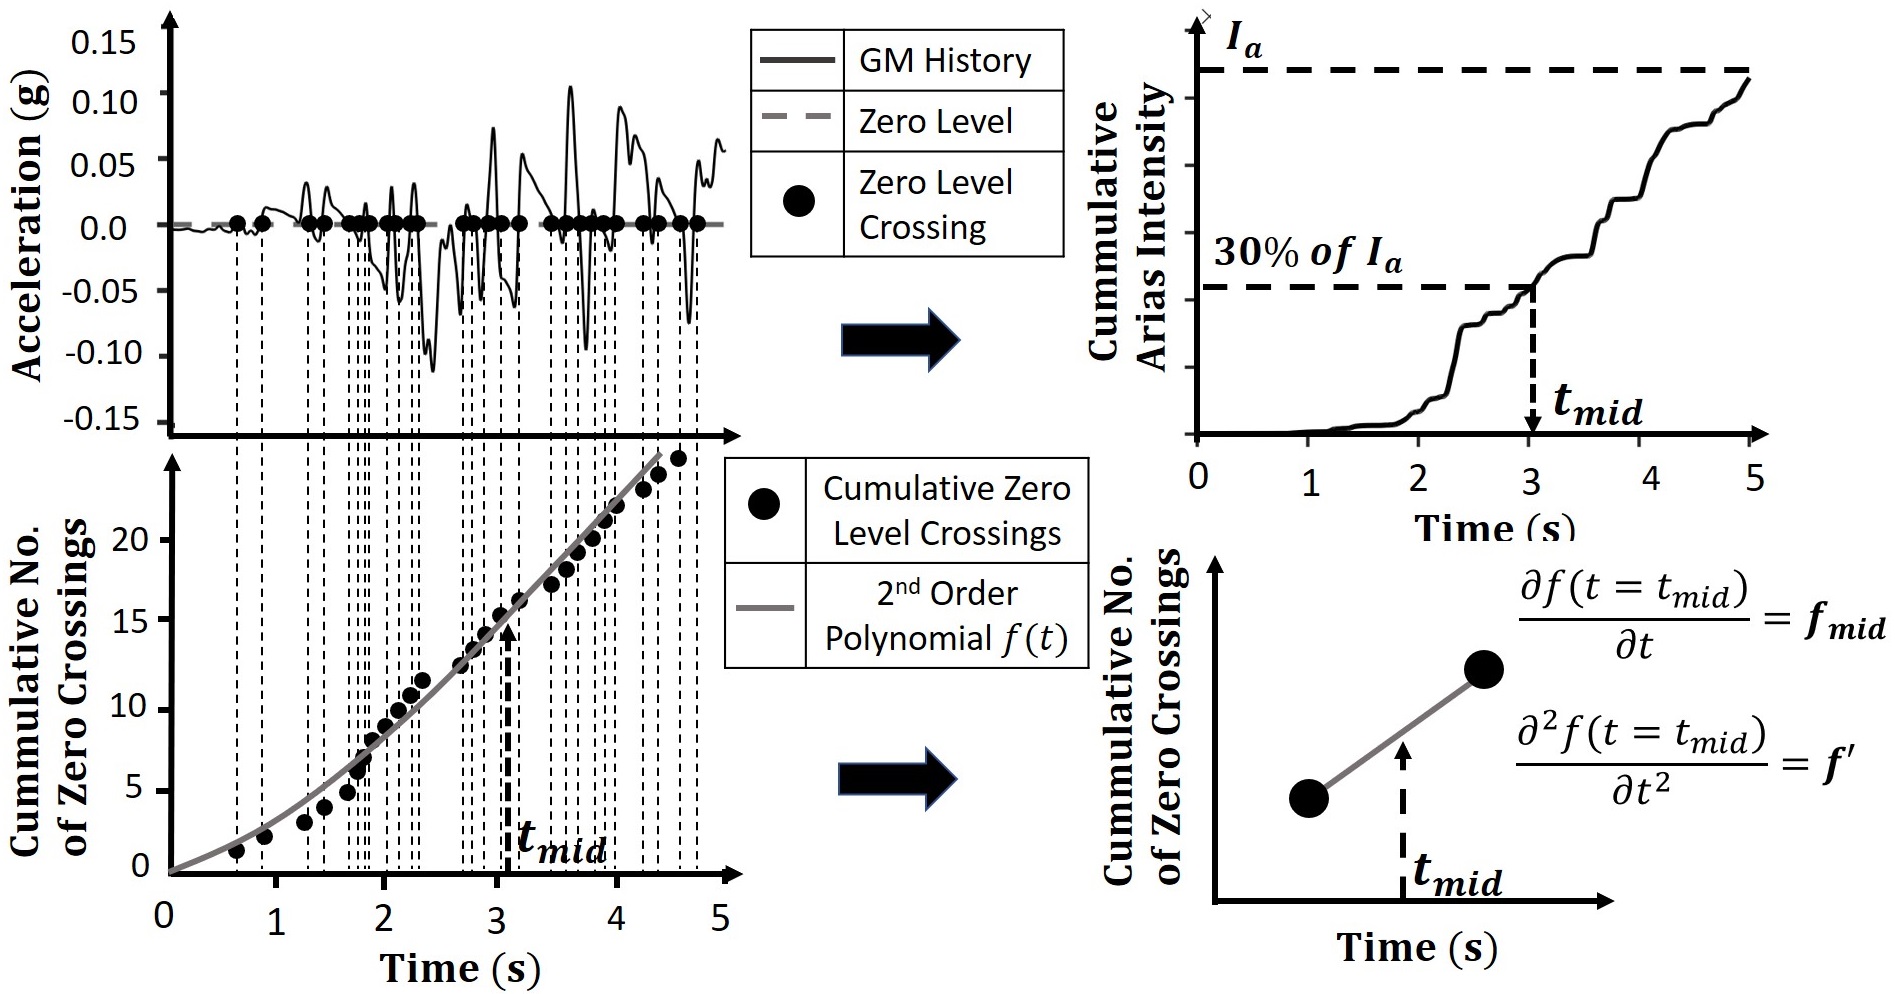 0.15
0.10
0.05
0.0
-0.05
-0.10
-0.15
Acceleration (g)
GM History
Zero Level
Zero Level
Crossing
Cummulative
Arias Intensity
I_a
30% of I_a
t_mid
0 1 2 3 4 5
Time (s)
Cummulative No.
of Zero Crossings
20
15
10
5
0
t_mid
0 1 2 3 4 5
Time (s)
Cumulative Zero
Level Crossings
2nd Order
Polynomial f(t)
Cummulative No.
of Zero Crossings
t_mid
Time (s)
∂f(t = t_mid)
∂t
= f_mid
∂²f(t = t_mid)
∂t²
= f′